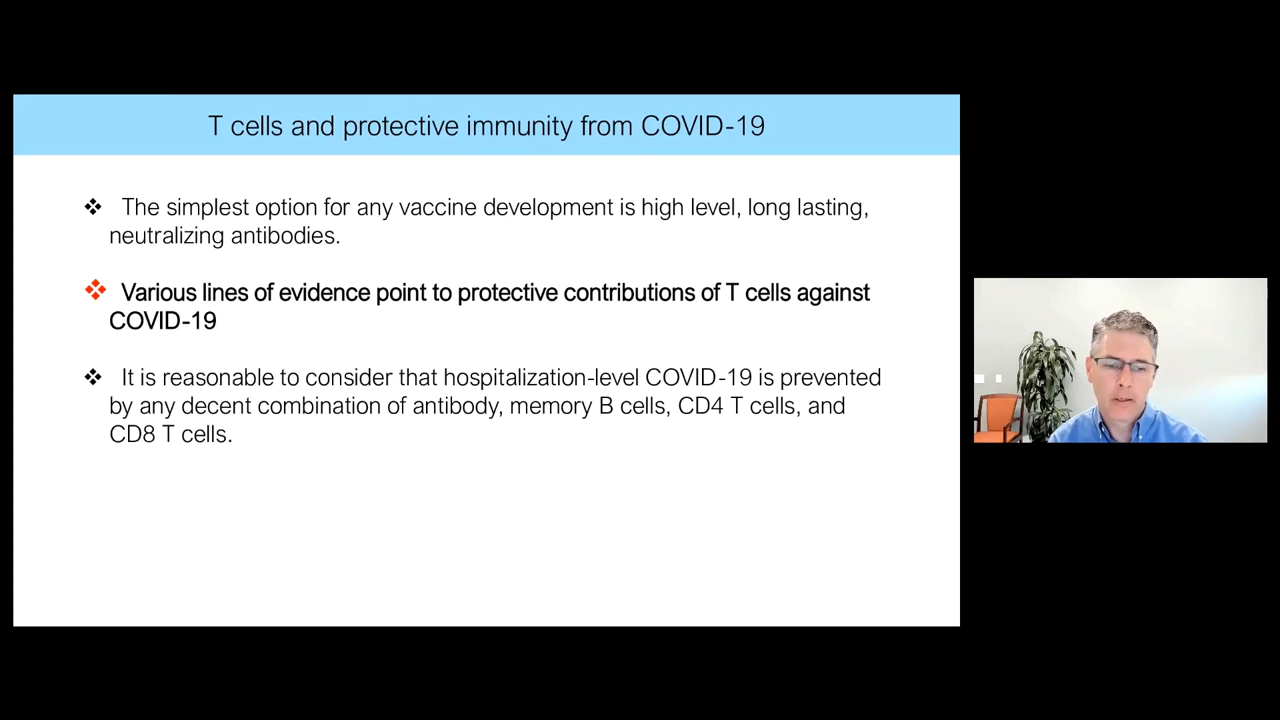 T cells and protective immunity from COVID-19
❖ The simplest option for any vaccine development is high level, long lasting,
neutralizing antibodies.
❖ Various lines of evidence point to protective contributions of T cells against
COVID-19
❖ It is reasonable to consider that hospitalization-level COVID-19 is prevented
by any decent combination of antibody, memory B cells, CD4 T cells, and
CD8 T cells.